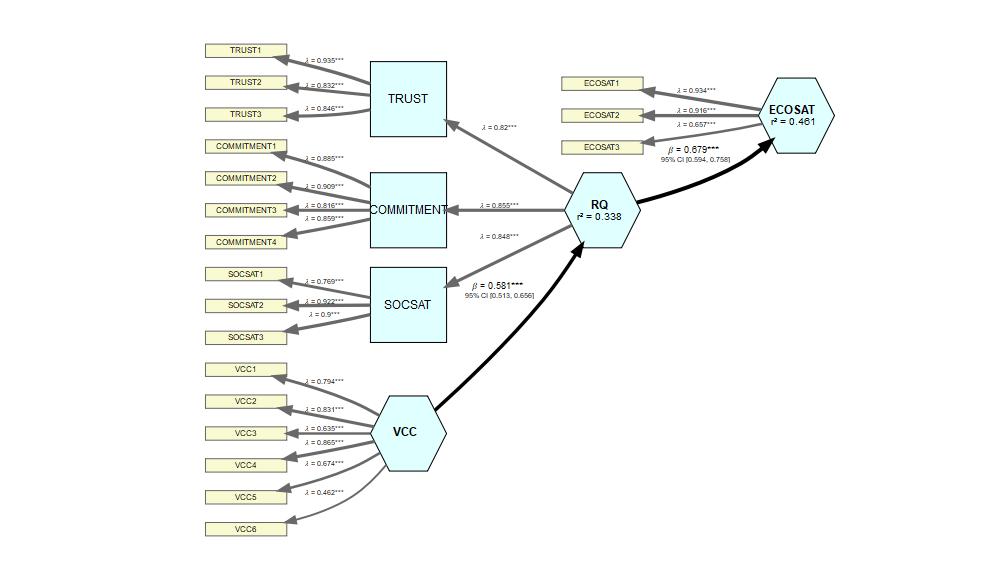 TRUST1
λ = 0.935***
TRUST2
λ = 0.832***
TRUST3
λ = 0.846***
TRUST
COMMITMENT1
λ = 0.885***
COMMITMENT2
λ = 0.909***
COMMITMENT3
λ = 0.816***
COMMITMENT4
λ = 0.859***
COMMITMENT
SOCSAT1
λ = 0.769***
SOCSAT2
λ = 0.922***
SOCSAT3
λ = 0.9***
SOCSAT
VCC1
λ = 0.794***
VCC2
λ = 0.831***
VCC3
λ = 0.635***
VCC4
λ = 0.865***
VCC5
λ = 0.674***
VCC6
λ = 0.462***
VCC
λ = 0.82***
λ = 0.855***
λ = 0.848***
β = 0.581***
95% CI [0.513, 0.656]
RQ
r² = 0.338
ECOSAT1
λ = 0.934***
ECOSAT2
λ = 0.916***
ECOSAT3
λ = 0.657***
β = 0.679***
95% CI [0.594, 0.758]
ECOSAT
r² = 0.461